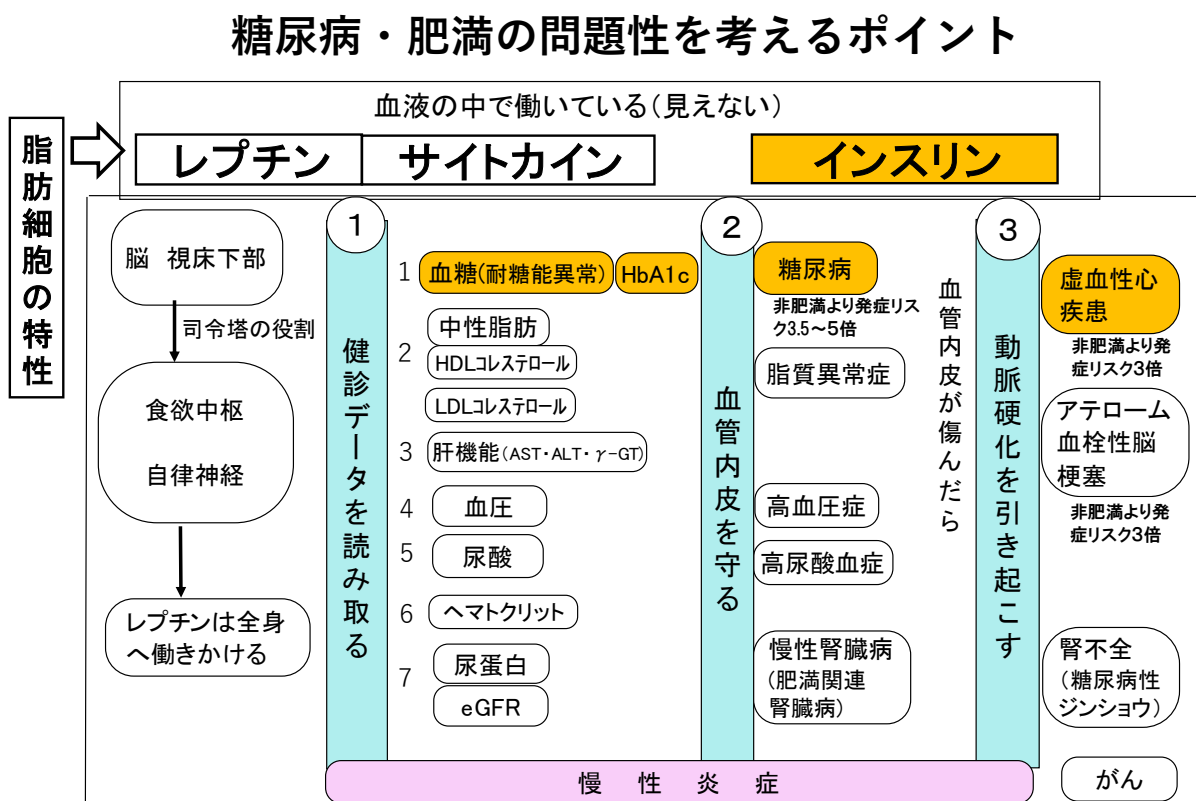 糖尿病・肥満の問題性を考えるポイント
血液の中で働いている(見えない)
脂肪細胞の特性
レプチン
サイトカイン
インスリン
脳 視床下部
司令塔の役割
食欲中枢
自律神経
レプチンは全身
へ働きかける
1
健診データを読み取る
1
血糖(耐糖能異常)
HbA1c
2
中性脂肪
HDLコレステロール
LDLコレステロール
3
肝機能(AST・ALT・γ-GT)
4
血圧
5
尿酸
6
ヘマトクリット
7
尿蛋白
eGFR
2
血管内皮を守る
糖尿病
非肥満より発症リス
ク3.5～5倍
脂質異常症
高血圧症
高尿酸血症
慢性腎臓病
(肥満関連
腎臓病)
血管内皮が傷んだら
3
動脈硬化を引き起こす
虚血性心
疾患
非肥満より発
症リスク3倍
アテローム
血栓性脳
梗塞
非肥満より発
症リスク3倍
腎不全
(糖尿病性
ジンショウ)
慢性炎症
がん